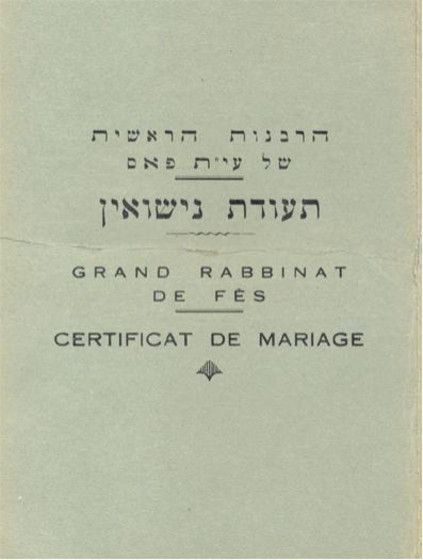 הרבנות הראשית
של עי״ת פאס
תעודת נישואין
GRAND RABBINAT
DE FÈS
CERTIFICAT DE MARIAGE